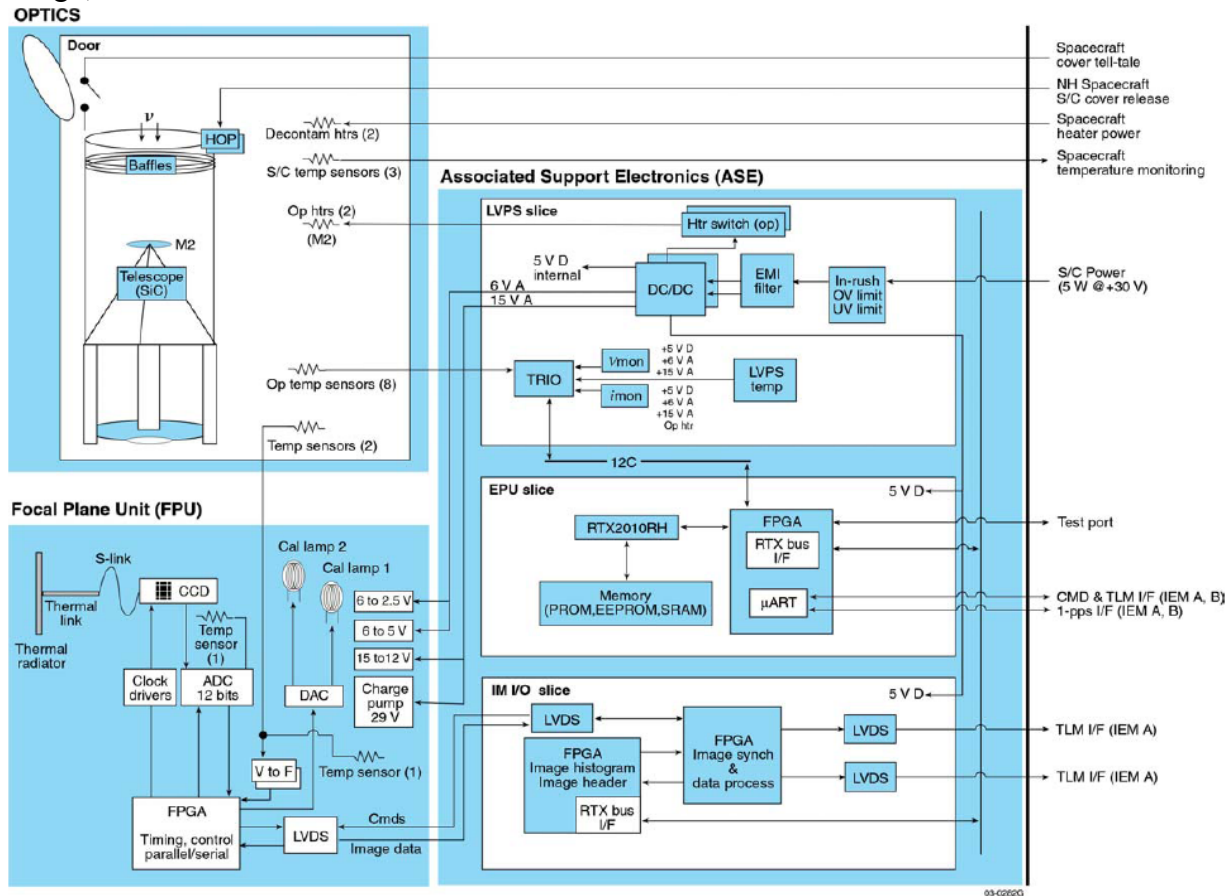 OPTICS
Door
ν
HOP
Baffles
M2
Telescope
(SiC)
Decontam htrs (2)
S/C temp sensors (3)
Op htrs (2)
(M2)
Op temp sensors (8)
Temp sensors (2)
Spacecraft
cover tell-tale
NH Spacecraft
S/C cover release
Spacecraft
heater power
Spacecraft
temperature monitoring
Associated Support Electronics (ASE)
LVPS slice
Htr switch (op)
5 V D
internal
6 V A
15 V A
DC/DC
EMI
filter
In-rush
OV limit
UV limit
S/C Power
(5 W @+30 V)
TRIO
Vmon
+5 V D
+6 V A
+15 V A
imon
+5 V D
+6 V A
+15 V A
Op htr
LVPS
temp
12C
EPU slice
5 V D
RTX2010RH
FPGA
RTX bus
I/F
Memory
(PROM,EEPROM,SRAM)
µART
Test port
CMD & TLM I/F (IEM A, B)
1-pps I/F (IEM A, B)
IM I/O slice
5 V D
LVDS
FPGA
Image histogram
Image header
RTX bus
I/F
FPGA
Image synch
&
data process
LVDS
LVDS
TLM I/F (IEM A)
TLM I/F (IEM A)
Focal Plane Unit (FPU)
S-link
CCD
Thermal
link
Thermal
radiator
Temp
sensor
(1)
Clock
drivers
ADC
12 bits
Cal lamp 2
Cal lamp 1
6 to 2.5 V
6 to 5 V
15 to12 V
Charge
pump
29 V
DAC
V to F
Temp sensor (1)
FPGA
Timing, control
parallel/serial
LVDS
Cmds
Image data
03-0282G